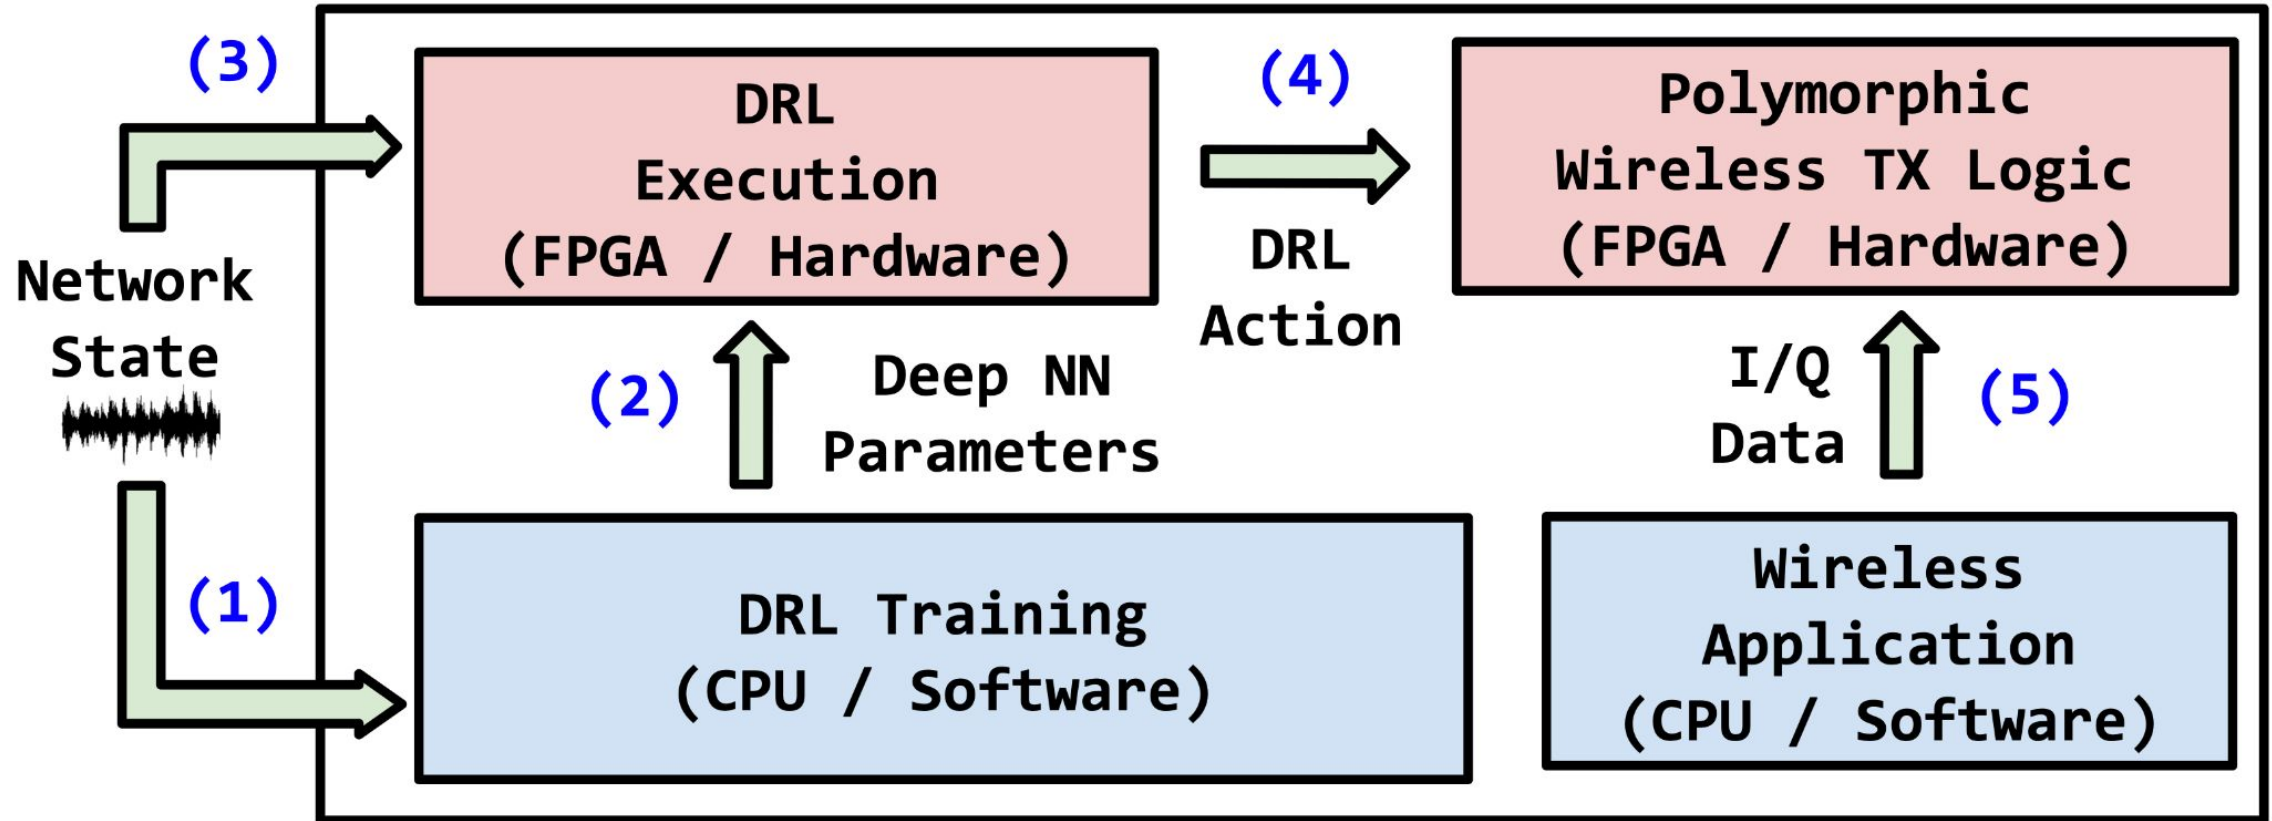 (3)
DRL
Execution
(FPGA / Hardware)
(4)
DRL
Action
Polymorphic
Wireless TX Logic
(FPGA / Hardware)
Network
State
(2)
Deep NN
Parameters
I/Q
Data
(5)
(1)
DRL Training
(CPU / Software)
Wireless
Application
(CPU / Software)